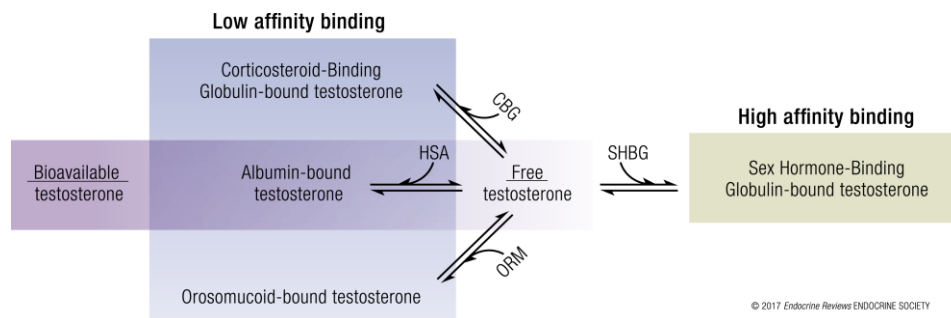 Low affinity binding
Corticosteroid-Binding
Globulin-bound testosterone
CBG
High affinity binding
Bioavailable
testosterone
Albumin-bound
testosterone
HSA
Free
testosterone
SHBG
Sex Hormone-Binding
Globulin-bound testosterone
ORM
Orosomucoid-bound testosterone
© 2017 Endocrine Reviews ENDOCRINE SOCIETY